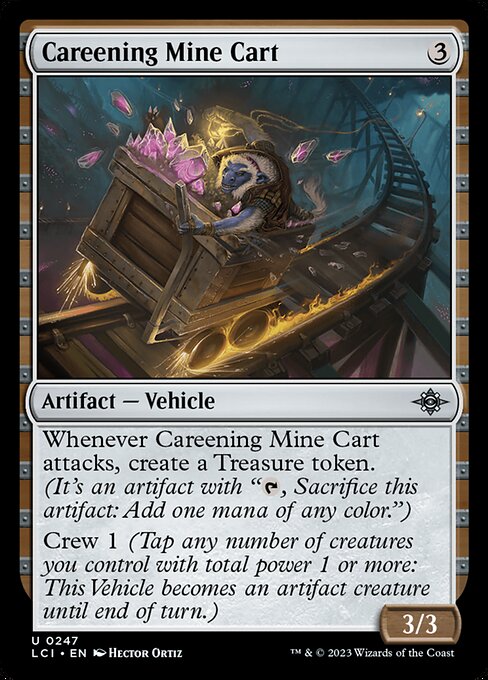 Careening Mine Cart 3
Artifact — Vehicle
Whenever Careening Mine Cart
attacks, create a Treasure token.
(It's an artifact with “, Sacrifice this
artifact: Add one mana of any color.”)
Crew 1 (Tap any number of creatures
you control with total power 1 or more:
This Vehicle becomes an artifact creature
until end of turn.)
3/3
U 0247
LCI • EN Hector Ortiz
™ & © 2023 Wizards of the Coast